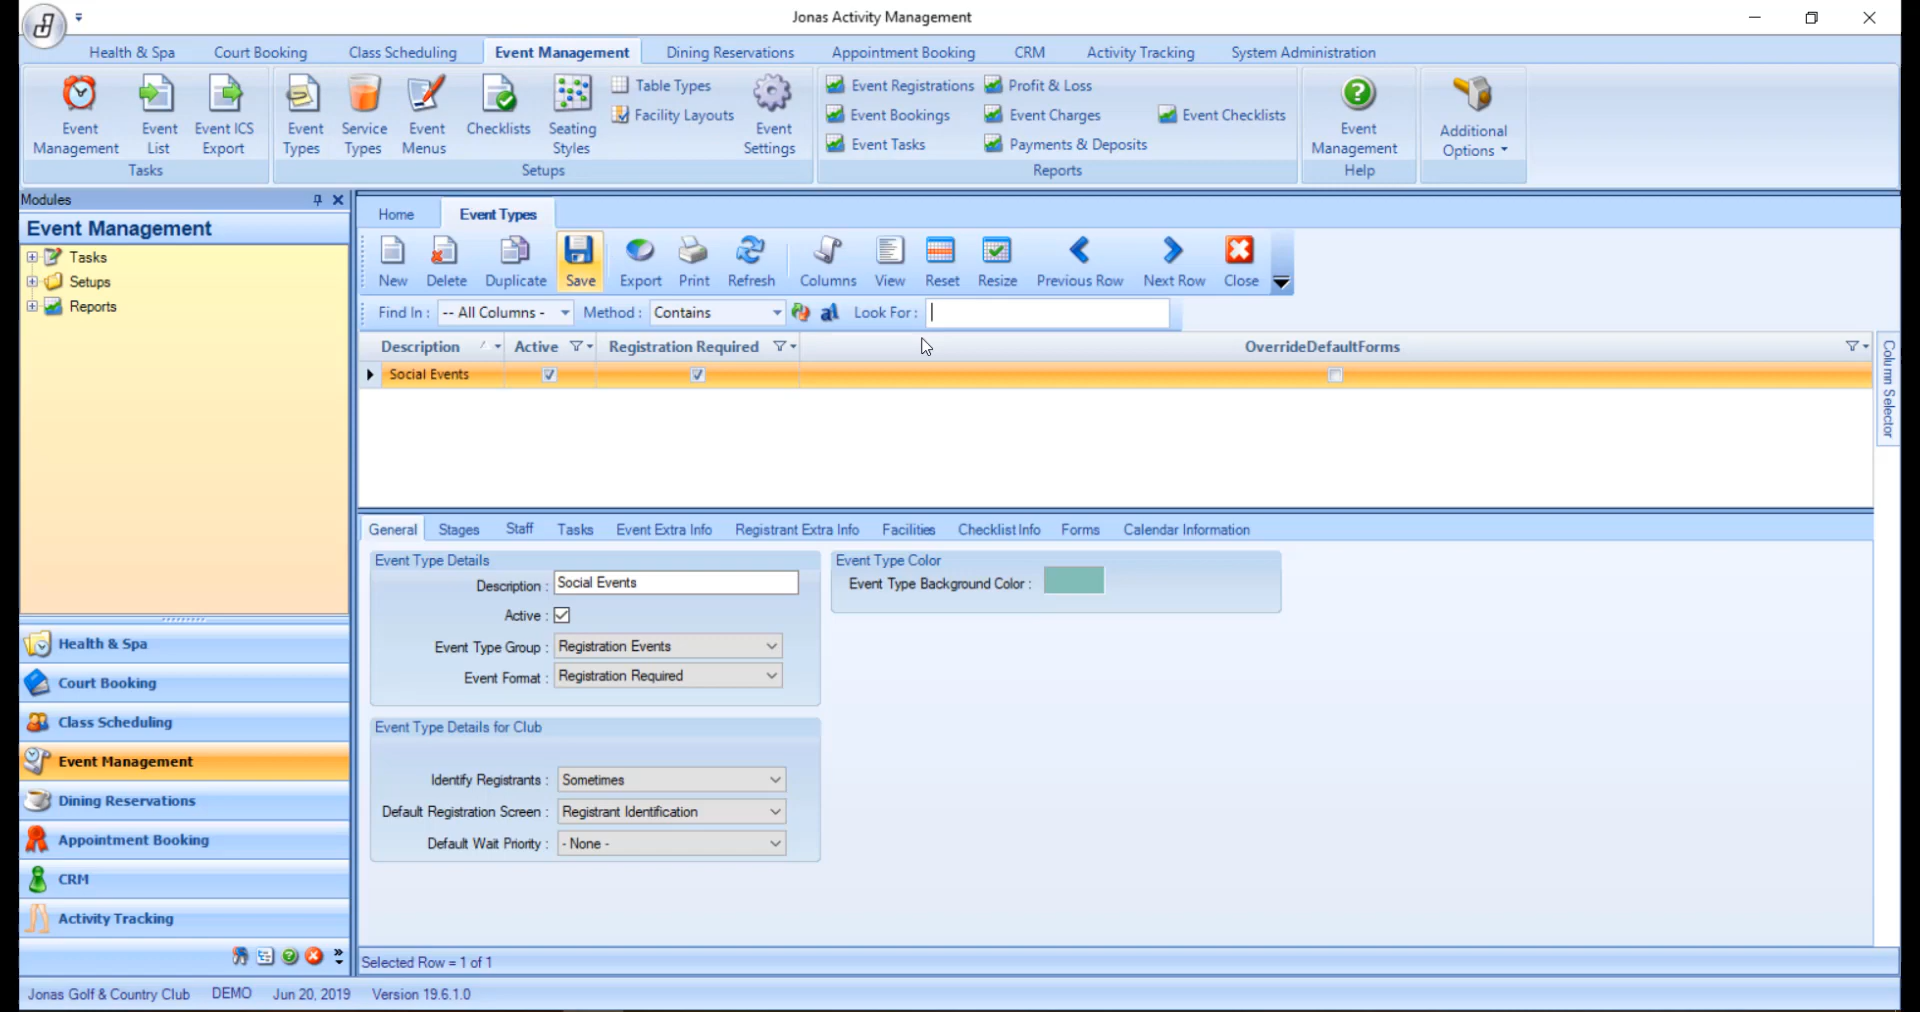 Jonas Activity Management
Health & Spa
Court Booking
Class Scheduling
Event Management
Dining Reservations
Appointment Booking
CRM
Activity Tracking
System Administration
Event Management
Event List
Event ICS Export
Tasks
Event Types
Service Types
Event Menus
Checklists
Seating Styles
Table Types
Facility Layouts
Event Settings
Setups
Event Registrations
Event Bookings
Event Tasks
Profit & Loss
Event Charges
Payments & Deposits
Event Checklists
Reports
Event Management
Help
Additional Options
Modules
Event Management
Tasks
Setups
Reports
Health & Spa
Court Booking
Class Scheduling
Event Management
Dining Reservations
Appointment Booking
CRM
Activity Tracking
Home
Event Types
New
Delete
Duplicate
Save
Export
Print
Refresh
Columns
View
Reset
Resize
Previous Row
Next Row
Close
Find In : -- All Columns - Method : Contains Look For :
Description Active Registration Required OverrideDefaultForms
Social Events
Column Selector
General Stages Staff Tasks Event Extra Info Registrant Extra Info Facilities Checklist Info Forms Calendar Information
Event Type Details
Description : Social Events
Active :
Event Type Group : Registration Events
Event Format : Registration Required
Event Type Color
Event Type Background Color :
Event Type Details for Club
Identify Registrants : Sometimes
Default Registration Screen : Registrant Identification
Default Wait Priority : - None -
Selected Row = 1 of 1
Jonas Golf & Country Club DEMO Jun 20, 2019 Version 19.6.1.0